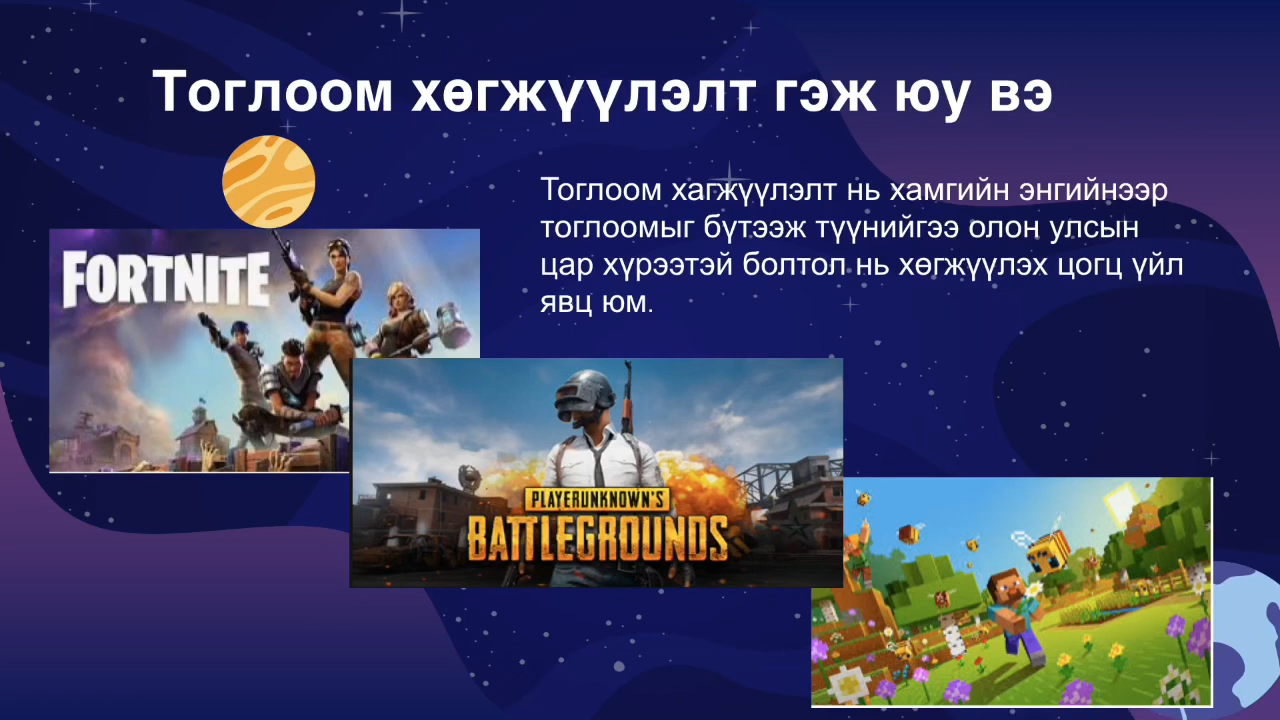 Тоглоом хөгжүүлэлт гэж юу вэ
Тоглоом хагжүүлэлт нь хамгийн энгийнээр
тоглоомыг бүтээж түүнийгээ олон улсын
цар хүрээтэй болтол нь хөгжүүлэх цогц үйл
явц юм.
FORTNITE
PLAYERUNKNOWN'S
BATTLEGROUNDS